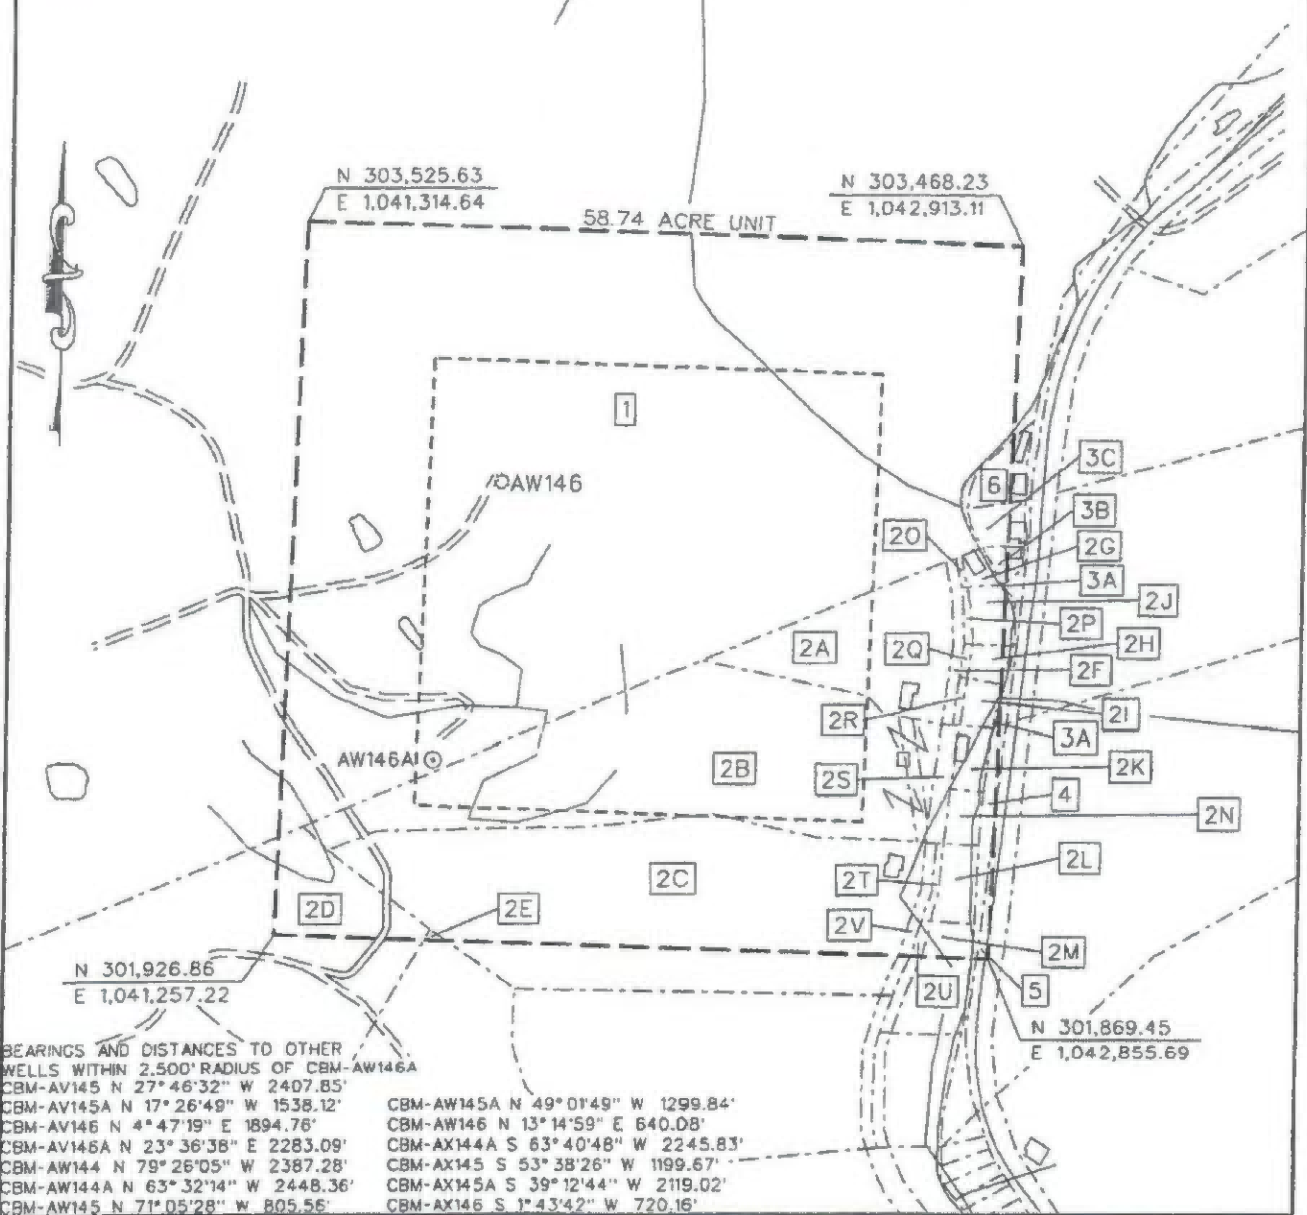 N 303,525.63
E 1,041,314.64
N 303,468.23
E 1,042,913.11
58.74 ACRE UNIT
1
AW146
3C
6
3B
2O
2G
3A
2J
2P
2A
2Q
2H
2F
2R
2I
3A
AW146A
2B
2S
2K
4
2N
2C
2T
2L
2D
2E
2V
2M
N 301,926.86
E 1,041,257.22
2U
5
N 301,869.45
E 1,042,855.69
BEARINGS AND DISTANCES TO OTHER
WELLS WITHIN 2,500' RADIUS OF CBM-AW146A
CBM-AV145 N 27° 46'32" W 2407.85'
CBM-AV145A N 17° 26'49" W 1538.12'
CBM-AV146 N 4° 47'19" E 1894.76'
CBM-AV146A N 23° 36'38" E 2283.09'
CBM-AW144 N 79° 26'05" W 2387.28'
CBM-AW144A N 63° 32'14" W 2448.36'
CBM-AW145 N 71° 05'28" W 805.56'
CBM-AW145A N 49° 01'49" W 1299.84'
CBM-AW146 N 13° 14'59" E 640.08'
CBM-AX144A S 63° 40'48" W 2245.83'
CBM-AX145 S 53° 38'26" W 1199.67'
CBM-AX145A S 39° 12'44" W 2119.02'
CBM-AX146 S 1° 43'42" W 720.16'